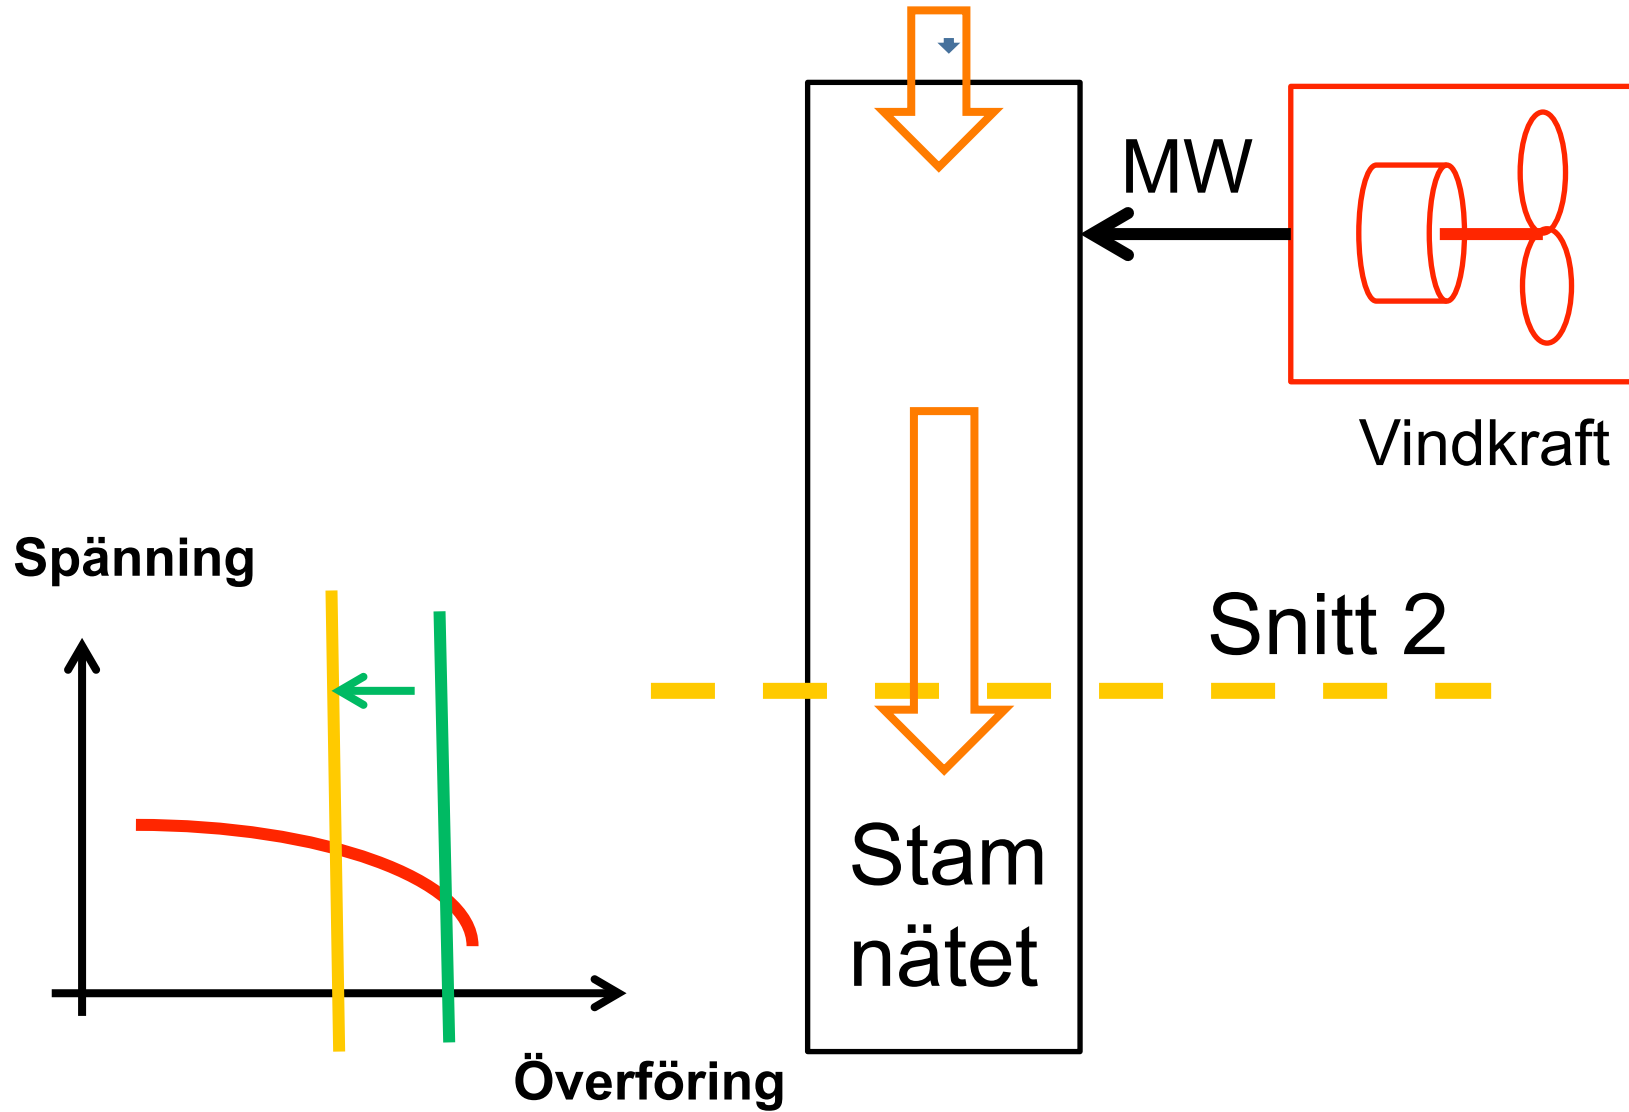 MW
Vindkraft
Spänning
Snitt 2
Stam
nätet
Överföring